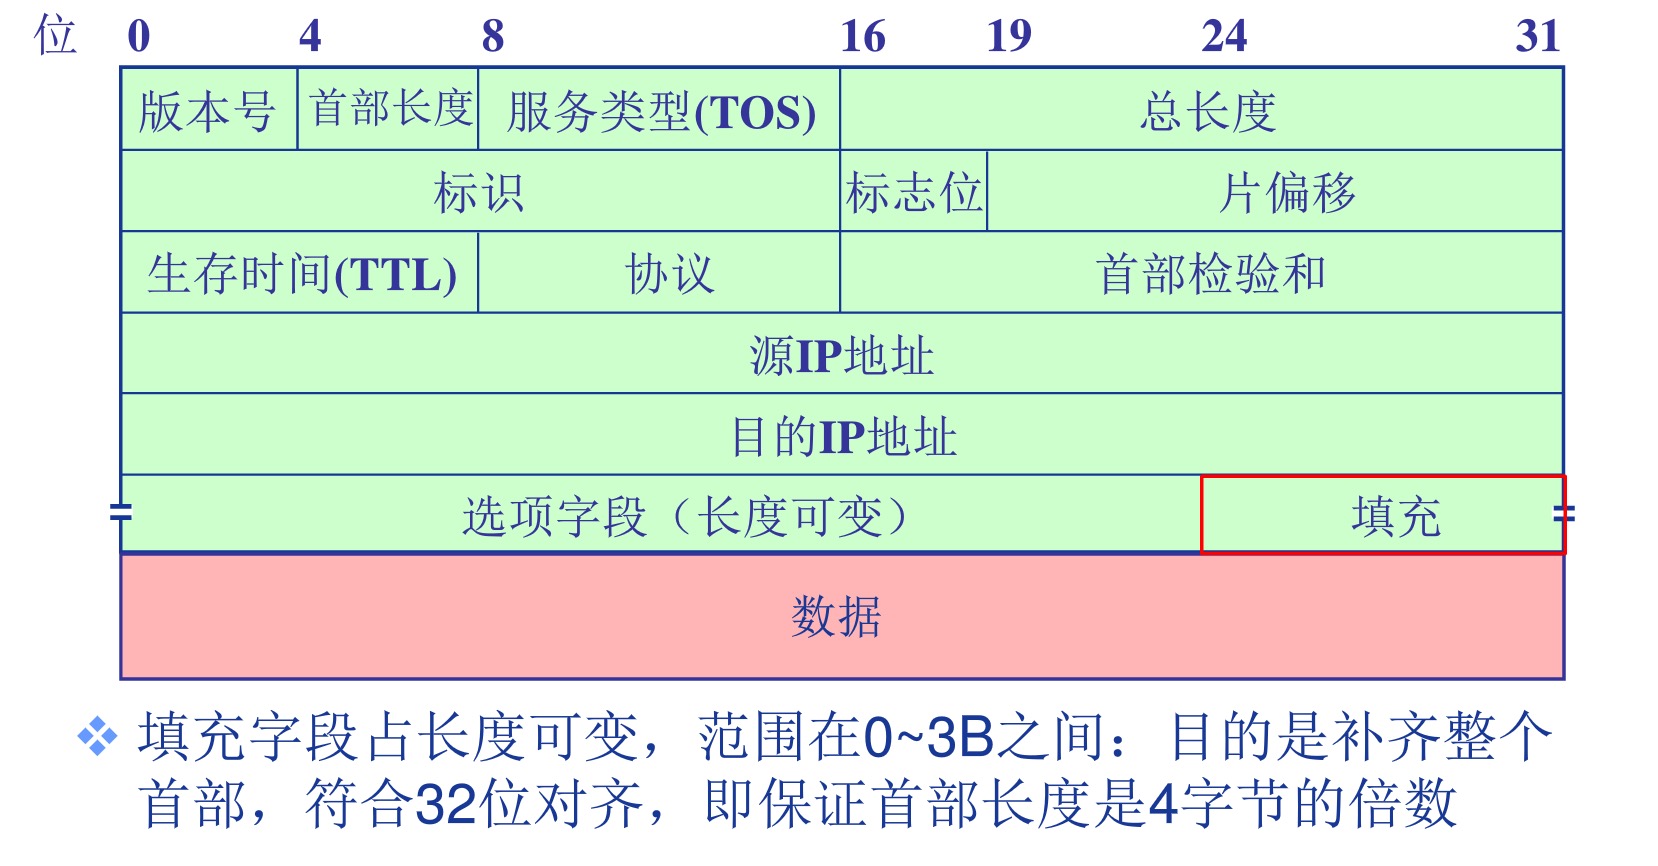 位 0 4 8 16 19 24 31
版本号 首部长度 服务类型(TOS) 总长度
标识 标志位 片偏移
生存时间(TTL) 协议 首部检验和
源IP地址
目的IP地址
选项字段（长度可变） 填充
数据
填充字段占长度可变，范围在0~3B之间：目的是补齐整个
首部，符合32位对齐，即保证首部长度是4字节的倍数